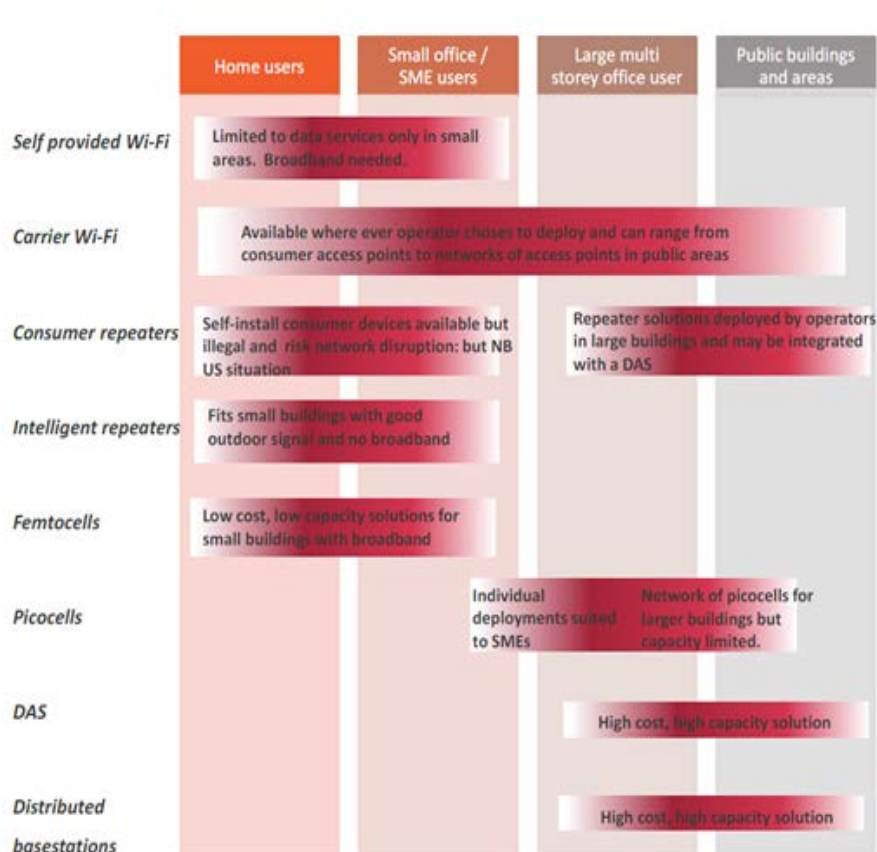 Home users
Small office /
SME users
Large multi
storey office user
Public buildings
and areas
Self provided Wi-Fi
Limited to data services only in small
areas. Broadband needed.
Carrier Wi-Fi
Available where ever operator choses to deploy and can range from
consumer access points to networks of access points in public areas
Consumer repeaters
Self-install consumer devices available but
illegal and risk network disruption: but NB
US situation
Repeater solutions deployed by operators
in large buildings and may be integrated
with a DAS
Intelligent repeaters
Fits small buildings with good
outdoor signal and no broadband
Femtocells
Low cost, low capacity solutions for
small buildings with broadband
Picocells
Individual
deployments suited
to SMEs
Network of picocells for
larger buildings but
capacity limited.
DAS
High cost, high capacity solution
Distributed
basestations
High cost, high capacity solution